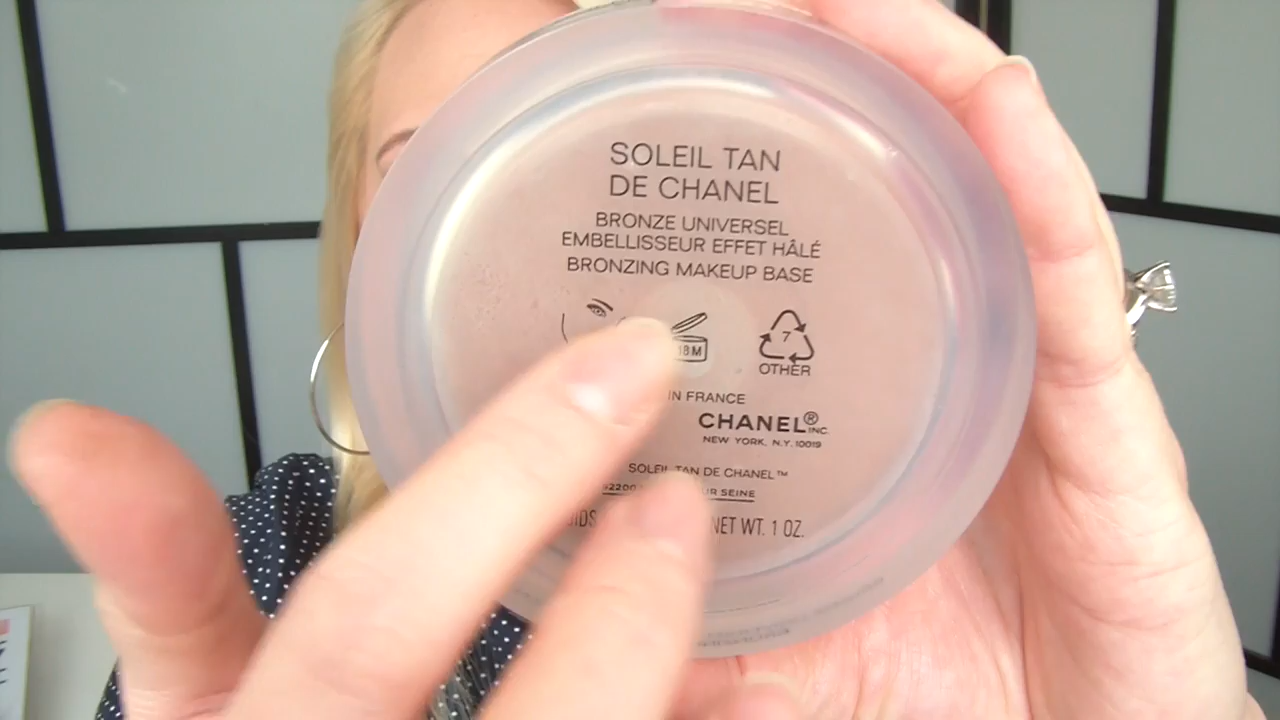 SOLEIL TAN
DE CHANEL
BRONZE UNIVERSEL
EMBELLISSEUR EFFET HÂLÉ
BRONZING MAKEUP BASE
18M
7
OTHER
IN FRANCE
CHANEL® INC.
NEW YORK, N.Y. 10019
SOLEIL TAN DE CHANEL™
SEINE
NET WT. 1 OZ.